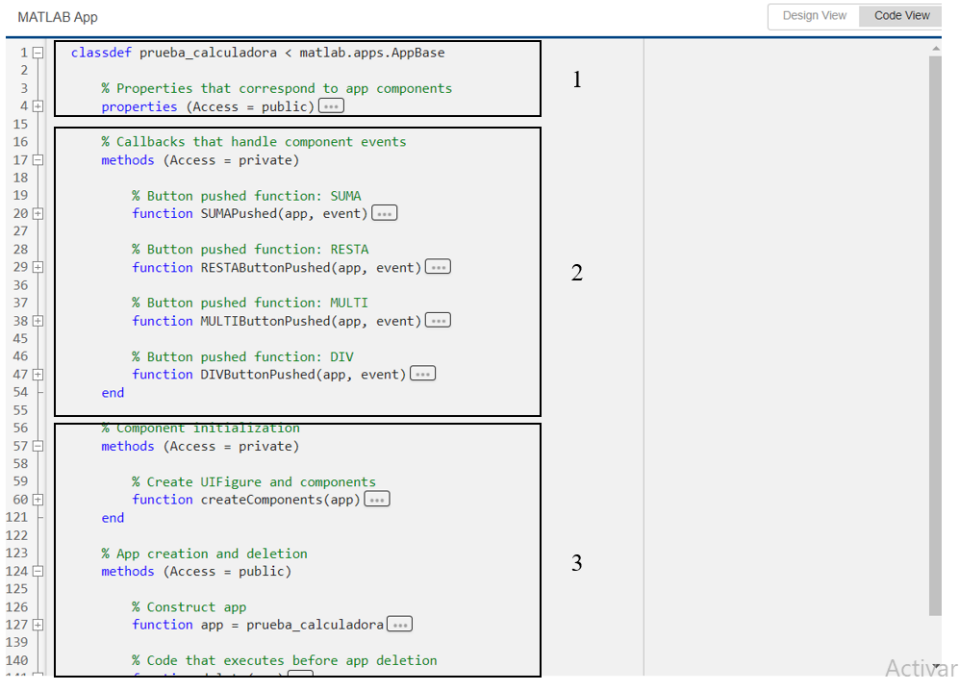 MATLAB App
Design View
Code View
1 classdef prueba_calculadora < matlab.apps.AppBase
2
3 % Properties that correspond to app components
4 properties (Access = public) ...
1
15
16 % Callbacks that handle component events
17 methods (Access = private)
18
19 % Button pushed function: SUMA
20 function SUMAPushed(app, event) ...
27
28 % Button pushed function: RESTA
29 function RESTAButtonPushed(app, event) ...
2
36
37 % Button pushed function: MULTI
38 function MULTIButtonPushed(app, event) ...
45
46 % Button pushed function: DIV
47 function DIVButtonPushed(app, event) ...
54 end
55
56 % Component initialization
57 methods (Access = private)
58
59 % Create UIFigure and components
60 function createComponents(app) ...
121 end
122
123 % App creation and deletion
124 methods (Access = public)
3
125
126 % Construct app
127 function app = prueba_calculadora ...
139
140 % Code that executes before app deletion
Activar